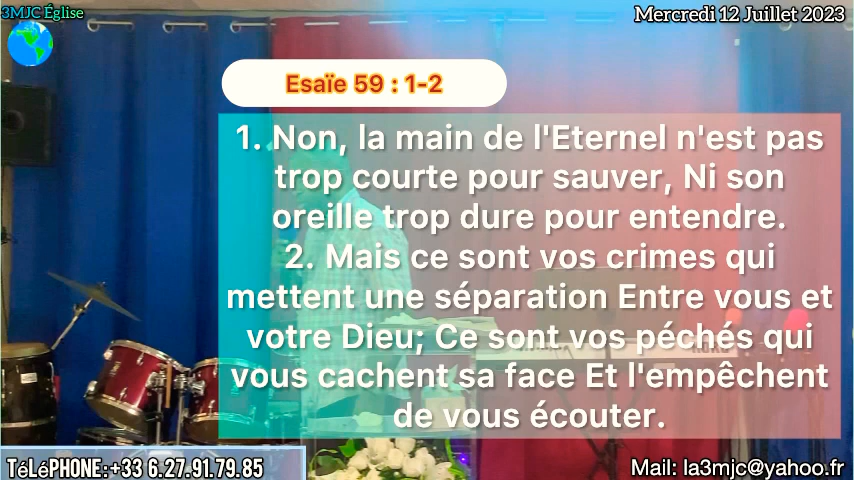 3MJC Église
Mercredi 12 Juillet 2023
Esaïe 59 : 1-2
1. Non, la main de l'Eternel n'est pas
trop courte pour sauver, Ni son
oreille trop dure pour entendre.
2. Mais ce sont vos crimes qui
mettent une séparation Entre vous et
votre Dieu; Ce sont vos péchés qui
vous cachent sa face Et l'empêchent
de vous écouter.
TéLéPHONE:+33 6.27.91.79.85
Mail: la3mjc@yahoo.fr